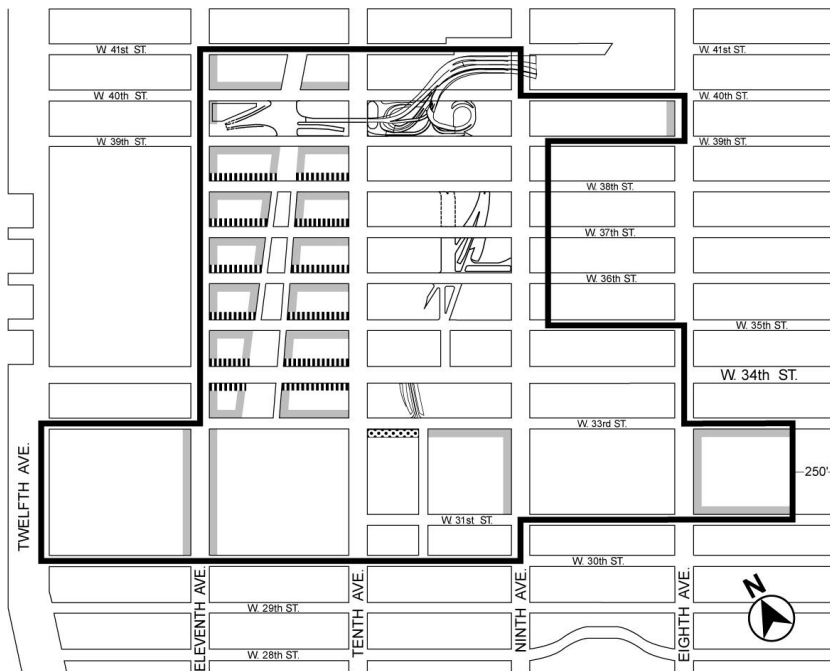 W. 41st ST.
W. 41st ST.
W. 40th ST.
W. 40th ST.
W. 39th ST.
W. 39th ST.
W. 38th ST.
W. 37th ST.
W. 36th ST.
W. 35th ST.
W. 34th ST.
W. 33rd ST.
250'
W. 31st ST.
W. 30th ST.
W. 29th ST.
W. 28th ST.
TWELFTH AVE.
ELEVENTH AVE.
TENTH AVE.
NINTH AVE.
EIGHTH AVE.
N